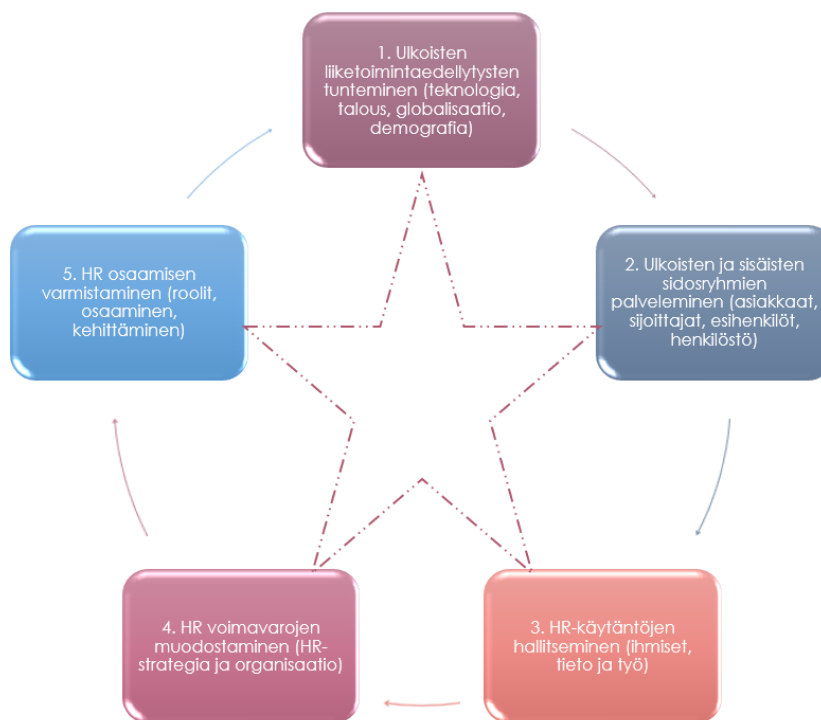 1. Ulkoisten
liiketoimintaedellytysten
tunteminen (teknologia,
talous, globalisaatio,
demografia)
2. Ulkoisten ja sisäisten
sidosryhmien
palveleminen (asiakkaat,
sijoittajat, esihenkilöt,
henkilöstö)
3. HR-käytäntöjen
hallitseminen (ihmiset,
tieto ja työ)
4. HR voimavarojen
muodostaminen (HR-
strategia ja organisaatio)
5. HR osaamisen
varmistaminen (roolit,
osaaminen,
kehittäminen)